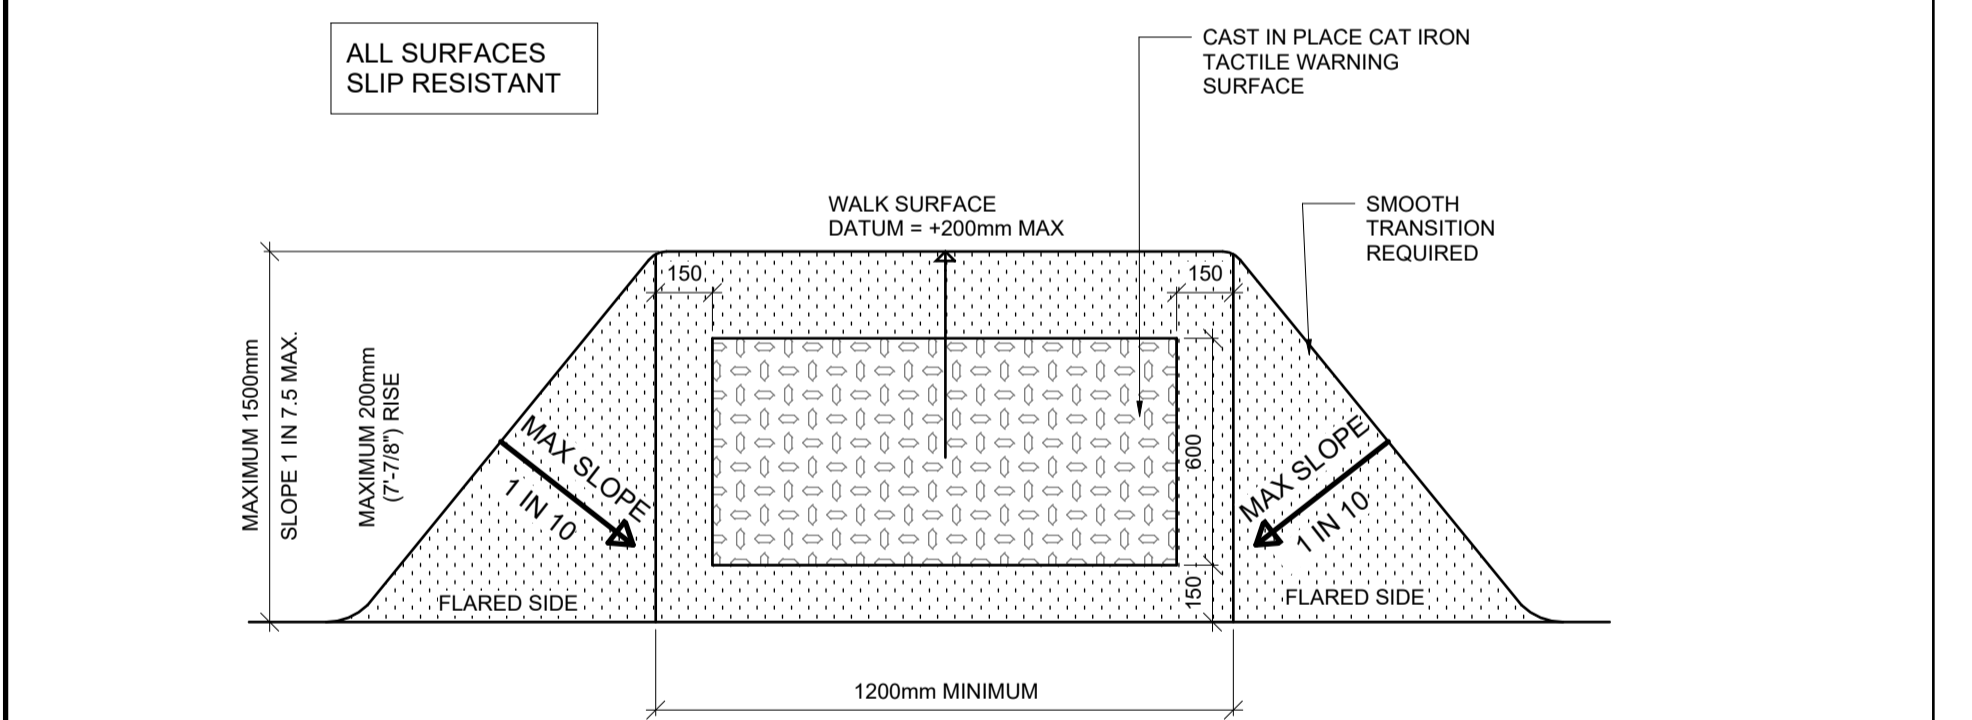 ALL SURFACES
SLIP RESISTANT
CAST IN PLACE CAT IRON
TACTILE WARNING
SURFACE
WALK SURFACE
DATUM = +200mm MAX
SMOOTH
TRANSITION
REQUIRED
150
150
MAXIMUM 1500mm
SLOPE 1 IN 7.5 MAX.
MAXIMUM 200mm
(7'-7/8") RISE
MAX SLOPE
1 IN 10
600
MAX SLOPE
1 IN 10
150
FLARED SIDE
FLARED SIDE
1200mm MINIMUM